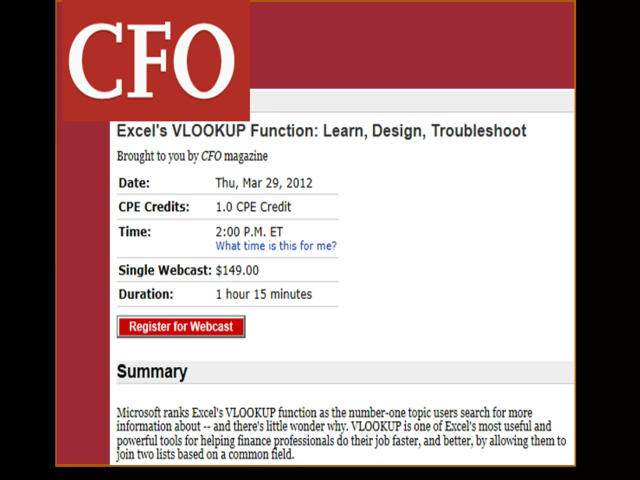 CFO
Excel's VLOOKUP Function: Learn, Design, Troubleshoot
Brought to you by CFO magazine
Date: Thu, Mar 29, 2012
CPE Credits: 1.0 CPE Credit
Time: 2:00 P.M. ET
What time is this for me?
Single Webcast: $149.00
Duration: 1 hour 15 minutes
Register for Webcast
Summary
Microsoft ranks Excel's VLOOKUP function as the number-one topic users search for more
information about -- and there's little wonder why. VLOOKUP is one of Excel's most useful and
powerful tools for helping finance professionals do their job faster, and better, by allowing them to
join two lists based on a common field.